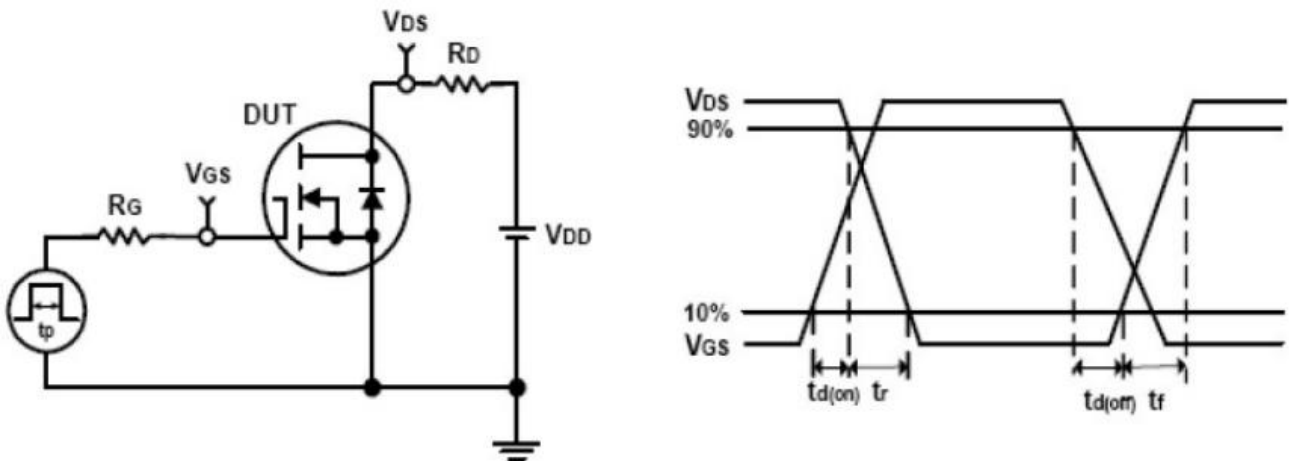 VDS
RD
DUT
VGS
RG
VDD
tp
VDS
90%
10%
VGS
td(on) tr
td(off) tf